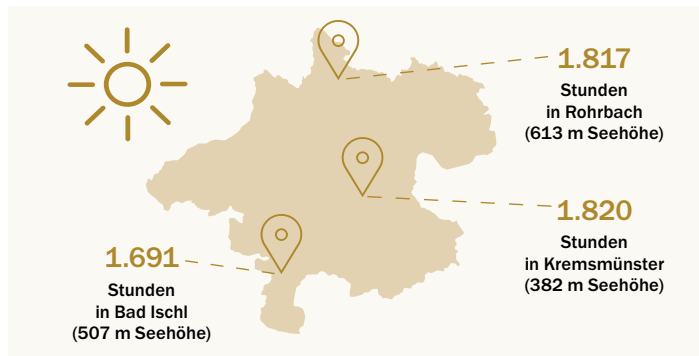 1.817
Stunden
in Rohrbach
(613 m Seehöhe)
1.820
Stunden
in Kremsmünster
(382 m Seehöhe)
1.691
Stunden
in Bad Ischl
(507 m Seehöhe)